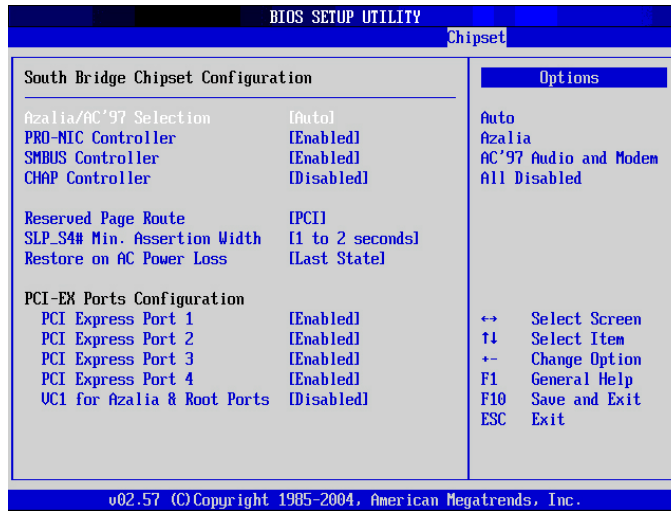 BIOS SETUP UTILITY
Chipset
South Bridge Chipset Configuration
Azalia/AC'97 Selection [Auto]
PRO-NIC Controller [Enabled]
SMBUS Controller [Enabled]
CHAP Controller [Disabled]
Reserved Page Route [PCI]
SLP_S4# Min. Assertion Width [1 to 2 seconds]
Restore on AC Power Loss [Last State]
PCI-EX Ports Configuration
PCI Express Port 1 [Enabled]
PCI Express Port 2 [Enabled]
PCI Express Port 3 [Enabled]
PCI Express Port 4 [Enabled]
VC1 for Azalia & Root Ports [Disabled]
Options
Auto
Azalia
AC'97 Audio and Modem
All Disabled
↔ Select Screen
↑↓ Select Item
+- Change Option
F1 General Help
F10 Save and Exit
ESC Exit
v02.57 (C)Copyright 1985-2004, American Megatrends, Inc.